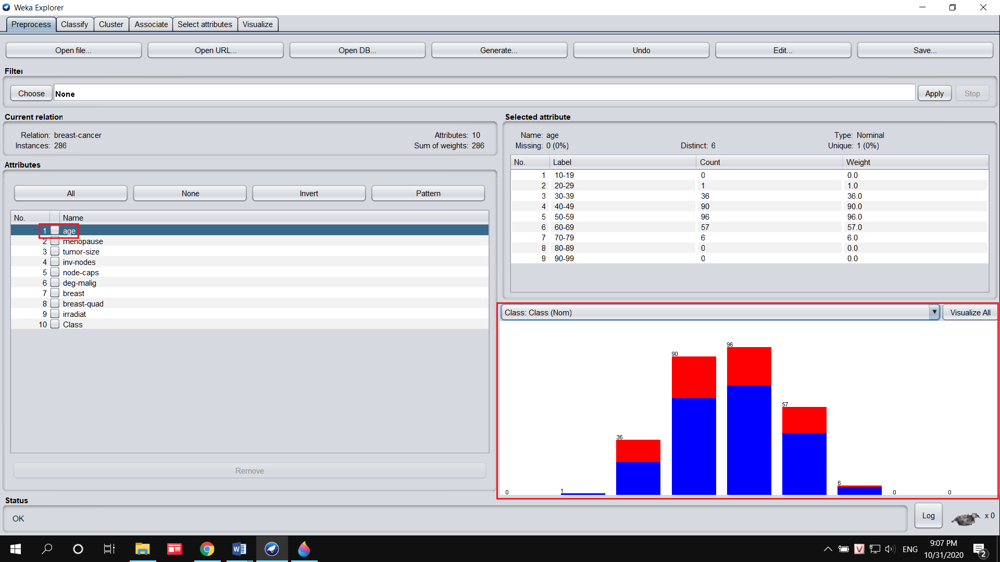 Weka Explorer
Preprocess Classify Cluster Associate Select attributes Visualize
Open file... Open URL... Open DB... Generate... Undo Edit... Save...
Filter
Choose None Apply Stop
Current relation
Relation: breast-cancer Attributes: 10
Instances: 286 Sum of weights: 286
Attributes
All None Invert Pattern
No. Name
1 age
2 menopause
3 tumor-size
4 inv-nodes
5 node-caps
6 deg-malig
7 breast
8 breast-quad
9 irradiat
10 Class
Remove
Selected attribute
Name: age Type: Nominal
Missing: 0 (0%) Distinct: 6 Unique: 1 (0%)
No. Label Count Weight
1 10-19 0 0.0
2 20-29 1 1.0
3 30-39 36 36.0
4 40-49 90 90.0
5 50-59 96 96.0
6 60-69 57 57.0
7 70-79 6 6.0
8 80-89 0 0.0
9 90-99 0 0.0
Class: Class (Nom) Visualize All
0 1 36 90 96 57 6 0 0
Status
OK Log x 0
ENG
9:07 PM
10/31/2020
2